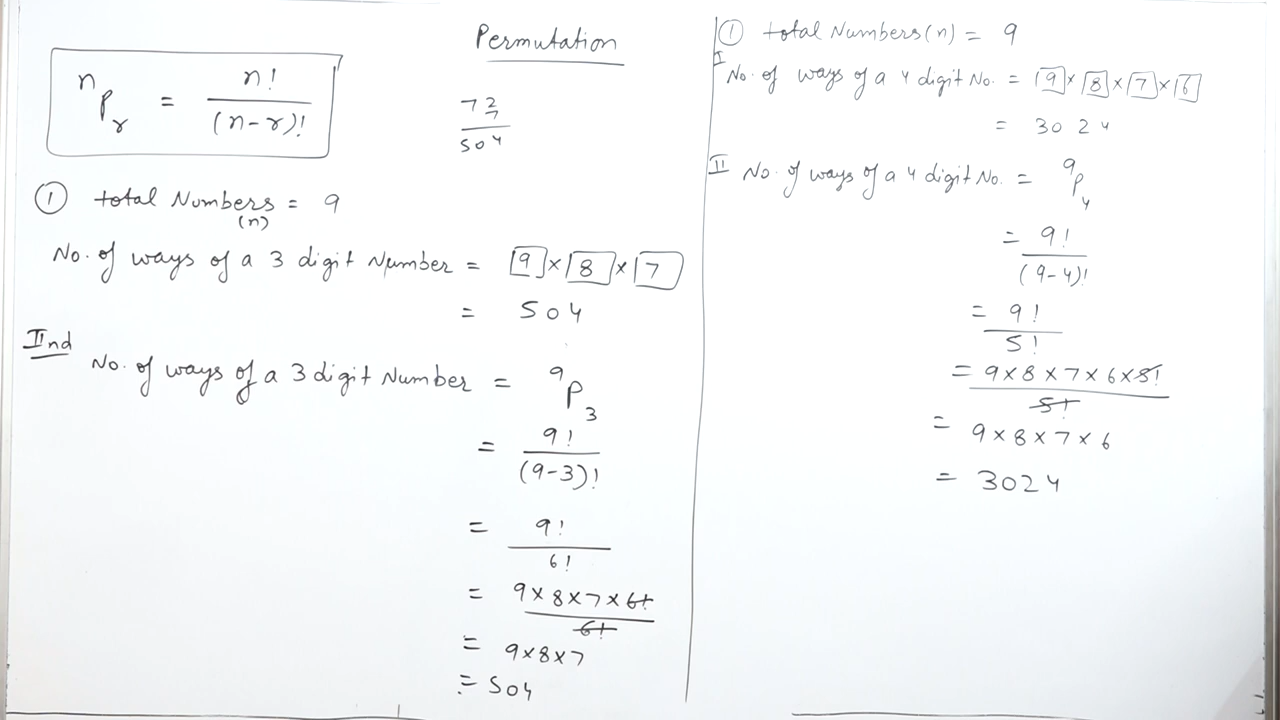 Permutation
nPr = n! / (n-r)!
72
7
504
① total Numbers = 9
(n)
No. of ways of a 3 digit Number = 9 × 8 × 7
= 504
IInd
No. of ways of a 3 digit Number = 9P3
= 9! / (9-3)!
= 9! / 6!
= 9×8×7×6! / 6!
= 9×8×7
= 504
① total Numbers (n) = 9
I No. of ways of a 4 digit No. = 9 × 8 × 7 × 6
= 3024
II No. of ways of a 4 digit No. = 9P4
= 9! / (9-4)!
= 9! / 5!
= 9×8×7×6×5! / 5!
= 9×8×7×6
= 3024